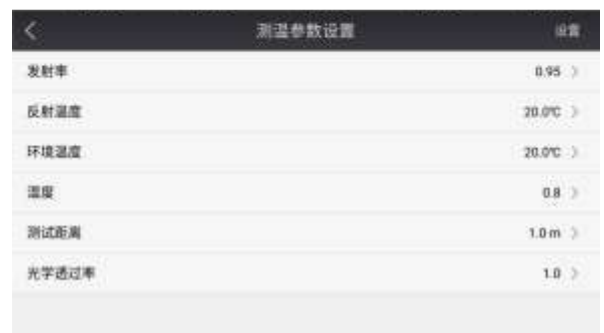 测温参数设置 设置
发射率 0.95
反射温度 20.0℃
环境温度 20.0℃
湿度 0.8
测试距离 1.0 m
光学透过率 1.0